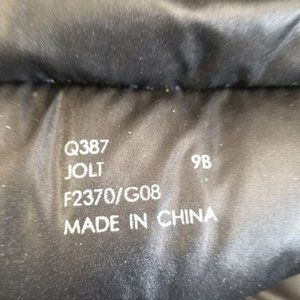 Q387
JOLT 9B
F2370/G08
MADE IN CHINA